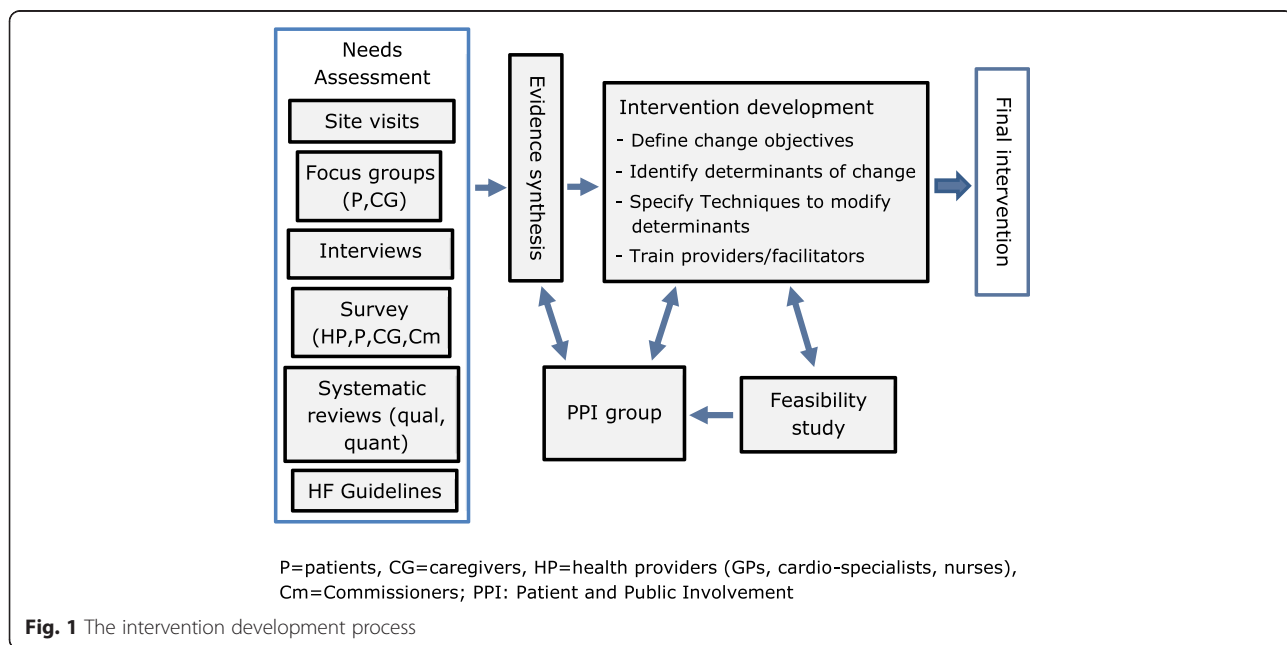 Needs
Assessment
Site visits
Focus groups
(P,CG)
Interviews
Survey
(HP,P,CG,Cm
Systematic
reviews (qual,
quant)
HF Guidelines
Evidence synthesis
Intervention development
- Define change objectives
- Identify determinants of change
- Specify Techniques to modify
determinants
- Train providers/facilitators
Final intervention
PPI group
Feasibility
study
P=patients, CG=caregivers, HP=health providers (GPs, cardio-specialists, nurses),
Cm=Commissioners; PPI: Patient and Public Involvement
Fig. 1 The intervention development process